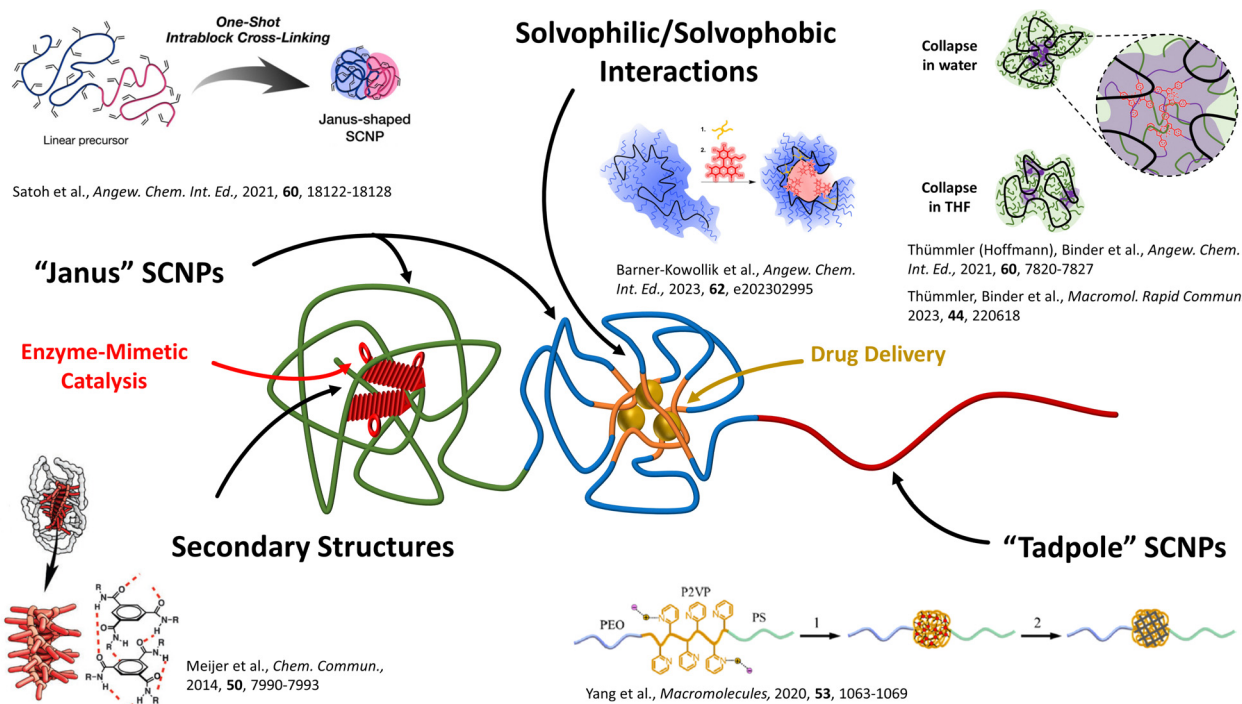 One-Shot
Intrablock Cross-Linking
Linear precursor
Janus-shaped
SCNP
Satoh et al., Angew. Chem. Int. Ed., 2021, 60, 18122-18128
Solvophilic/Solvophobic
Interactions
1.
2.
Barner-Kowollik et al., Angew. Chem.
Int. Ed., 2023, 62, e202302995
Collapse
in water
Collapse
in THF
Thümmler (Hoffmann), Binder et al., Angew. Chem.
Int. Ed., 2021, 60, 7820-7827
Thümmler, Binder et al., Macromol. Rapid Commun
2023, 44, 220618
“Janus” SCNPs
Enzyme-Mimetic
Catalysis
Drug Delivery
Secondary Structures
“Tadpole” SCNPs
R
N
H
O
O
N-R
H
O
N
H
R
R
N
H
O
O
N-R
H
O
N
H
R
Meijer et al., Chem. Commun.,
2014, 50, 7990-7993
PEO
P2VP
PS
N
N
N
N
N
N
1
2
Yang et al., Macromolecules, 2020, 53, 1063-1069